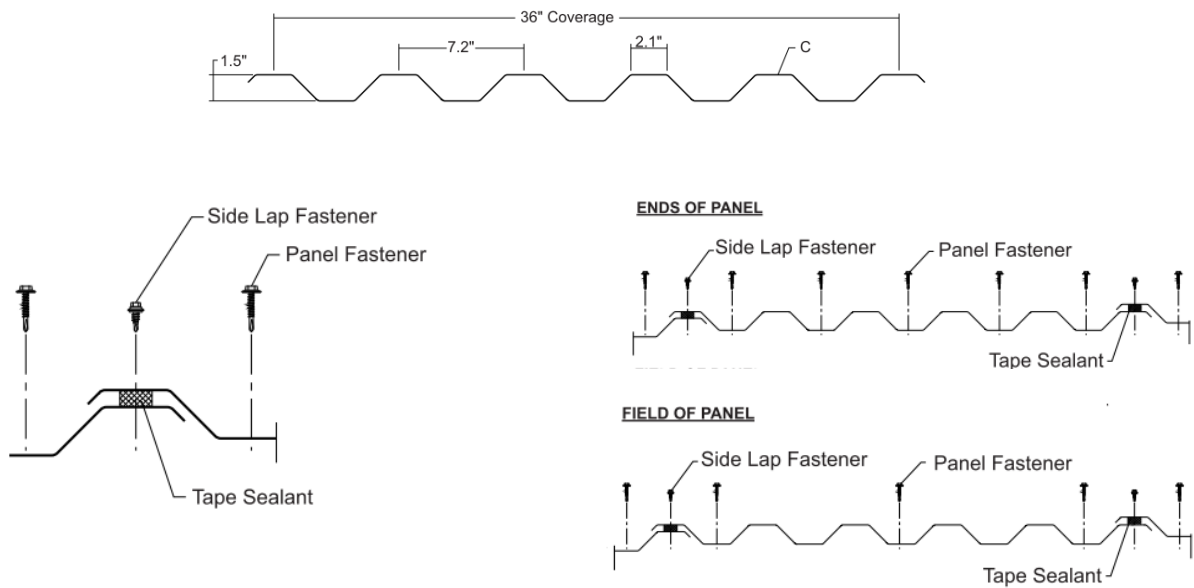 36" Coverage
7.2"
2.1"
C
1.5"
Side Lap Fastener
Panel Fastener
Tape Sealant
ENDS OF PANEL
Side Lap Fastener
Panel Fastener
Tape Sealant
FIELD OF PANEL
Side Lap Fastener
Panel Fastener
Tape Sealant